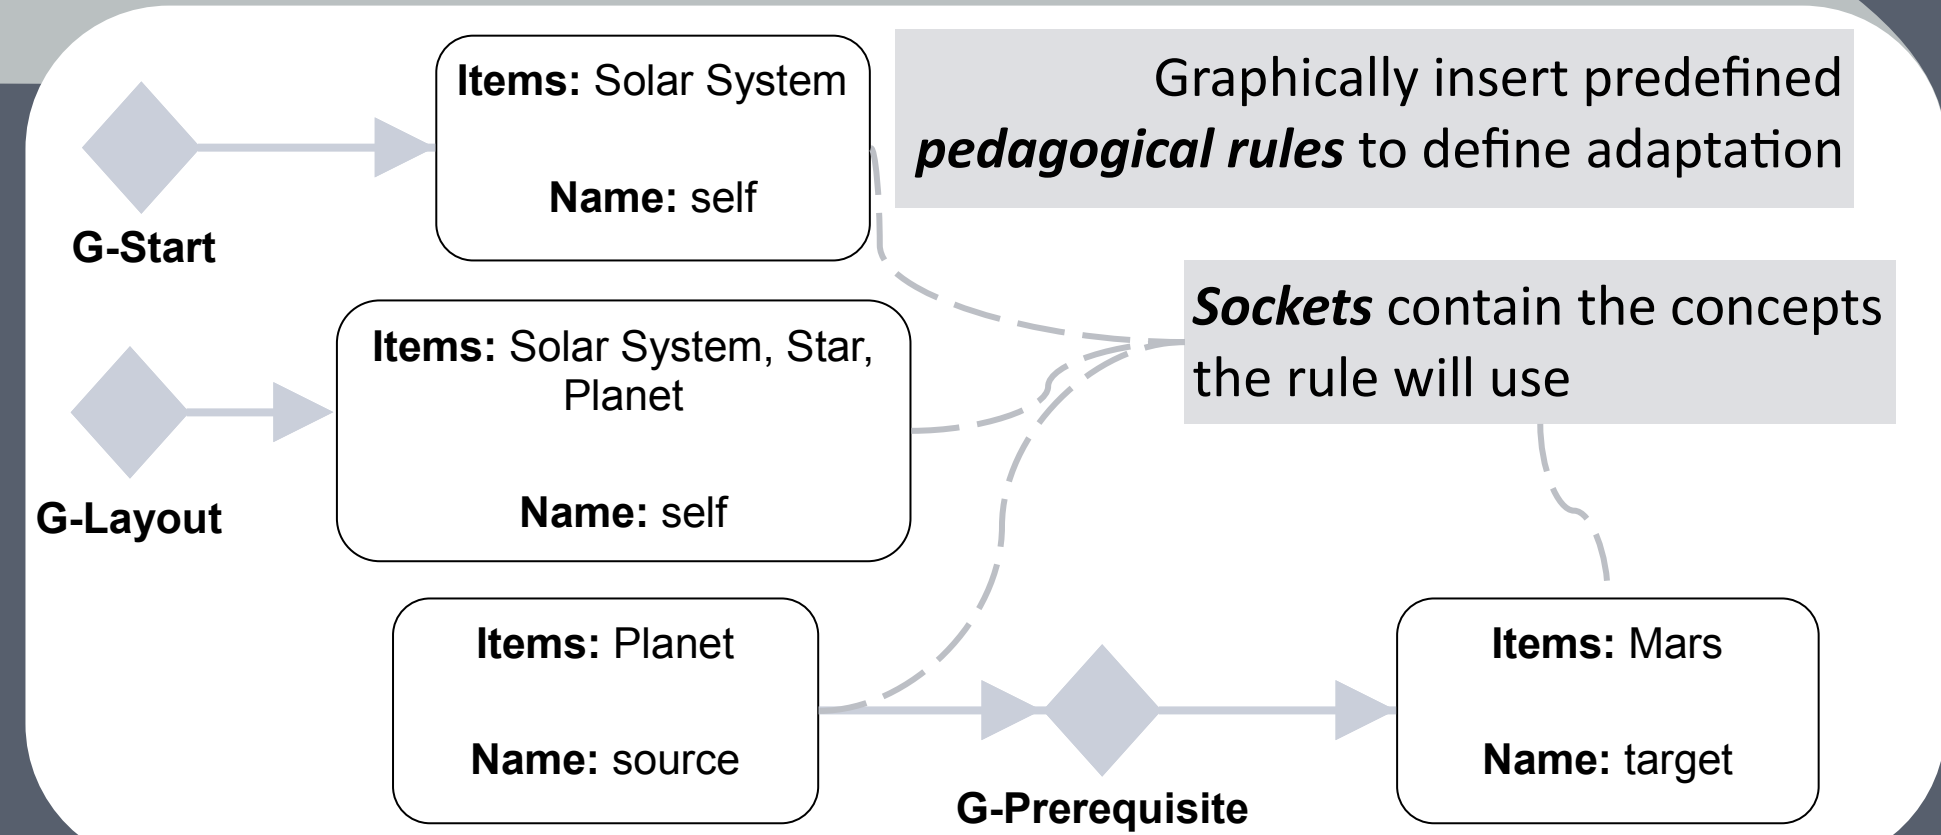 Items: Solar System
Name: self
G-Start
Graphically insert predefined
pedagogical rules to define adaptation
Sockets contain the concepts
the rule will use
Items: Solar System, Star,
Planet
Name: self
G-Layout
Items: Planet
Name: source
G-Prerequisite
Items: Mars
Name: target